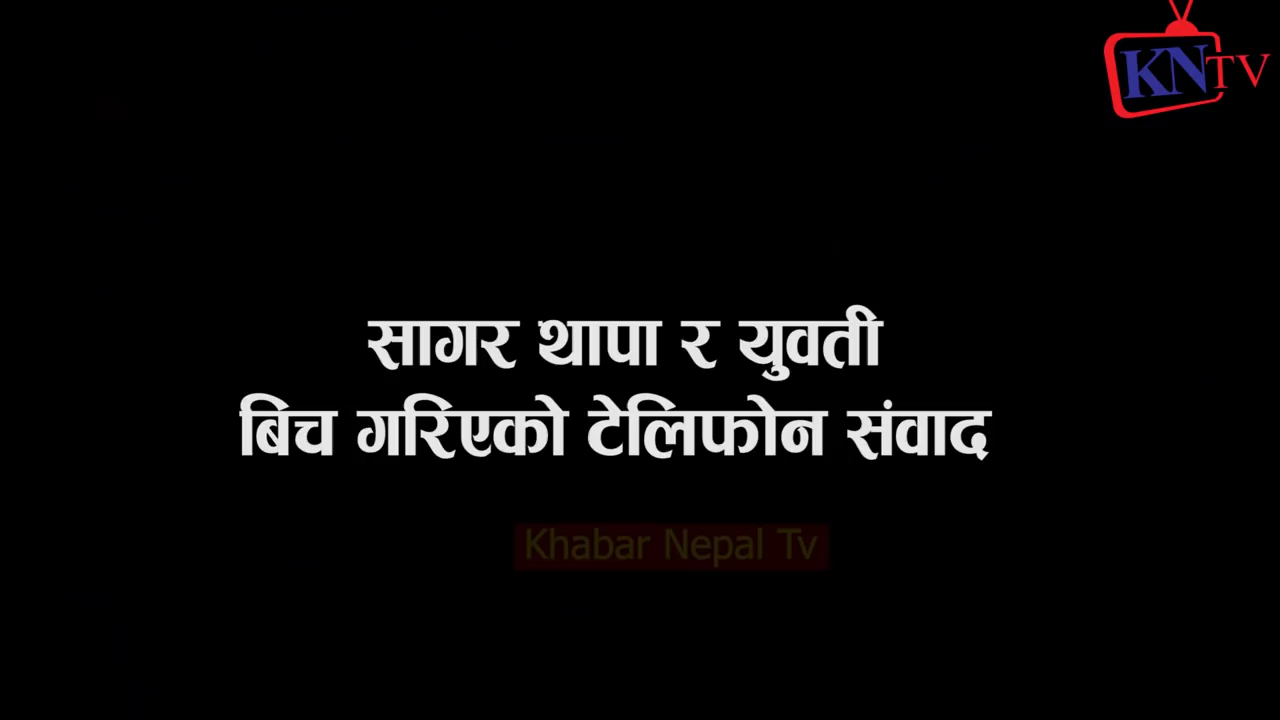 KNTV
सागर थापा र युवती
बिच गरिएको टेलिफोन संवाद
Khabar Nepal Tv